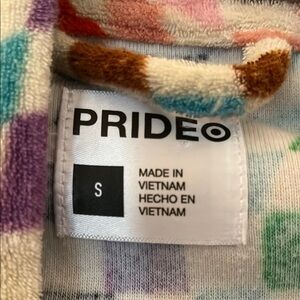 PRIDE
S
MADE IN
VIETNAM
HECHO EN
VIETNAM